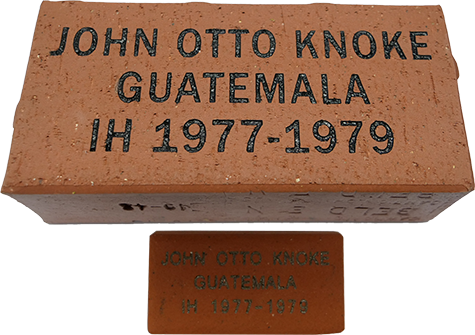 JOHN OTTO KNOKE
GUATEMALA
IH 1977-1979
JOHN OTTO KNOKE
GUATEMALA
IH 1977-1979